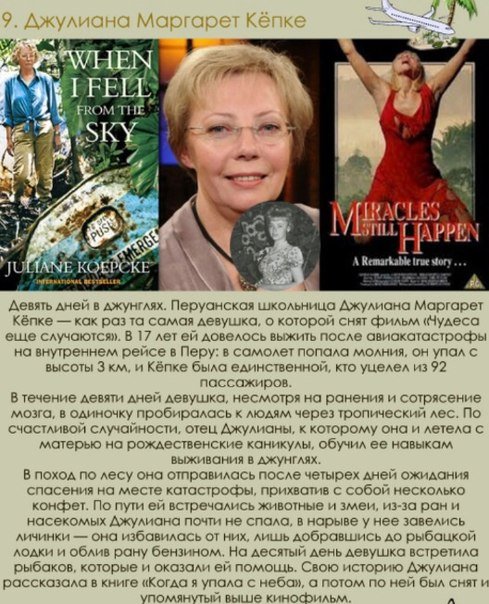 9. Джулиана Маргарет Кёпке
WHEN
I FELL
FROM THE
SKY
PUSH
EMERGE
JULIANE KOEPCKE
INTERNATIONAL BESTSELLER
MIRACLES
STILL HAPPEN
A Remarkable true story...
PG
Девять дней в джунглях. Перуанская школьница Джулиана Маргарет
Кёпке — как раз та самая девушка, о которой снят фильм «Чудеса
еще случаются». В 17 лет ей довелось выжить после авиакатастрофы
на внутреннем рейсе в Перу: в самолет попала молния, он упал с
высоты 3 км, и Кёпке была единственной, кто уцелел из 92
пассажиров.
В течение девяти дней девушка, несмотря на ранения и сотрясение
мозга, в одиночку пробиралась к людям через тропический лес. По
счастливой случайности, отец Джулианы, к которому она и летела с
матерью на рождественские каникулы, обучил ее навыкам
выживания в джунглях.
В поход по лесу она отправилась после четырех дней ожидания
спасения на месте катастрофы, прихватив с собой несколько
конфет. По пути ей встречались животные и змеи, из-за ран и
насекомых Джулиана почти не спала, в нарыве у нее завелись
личинки — она избавилась от них, лишь добравшись до рыбацкой
лодки и облив рану бензином. На десятый день девушка встретила
рыбаков, которые и оказали ей помощь. Свою историю Джулиана
рассказала в книге «Когда я упала с неба», а потом по ней был снят и
упомянутый выше кинофильм.